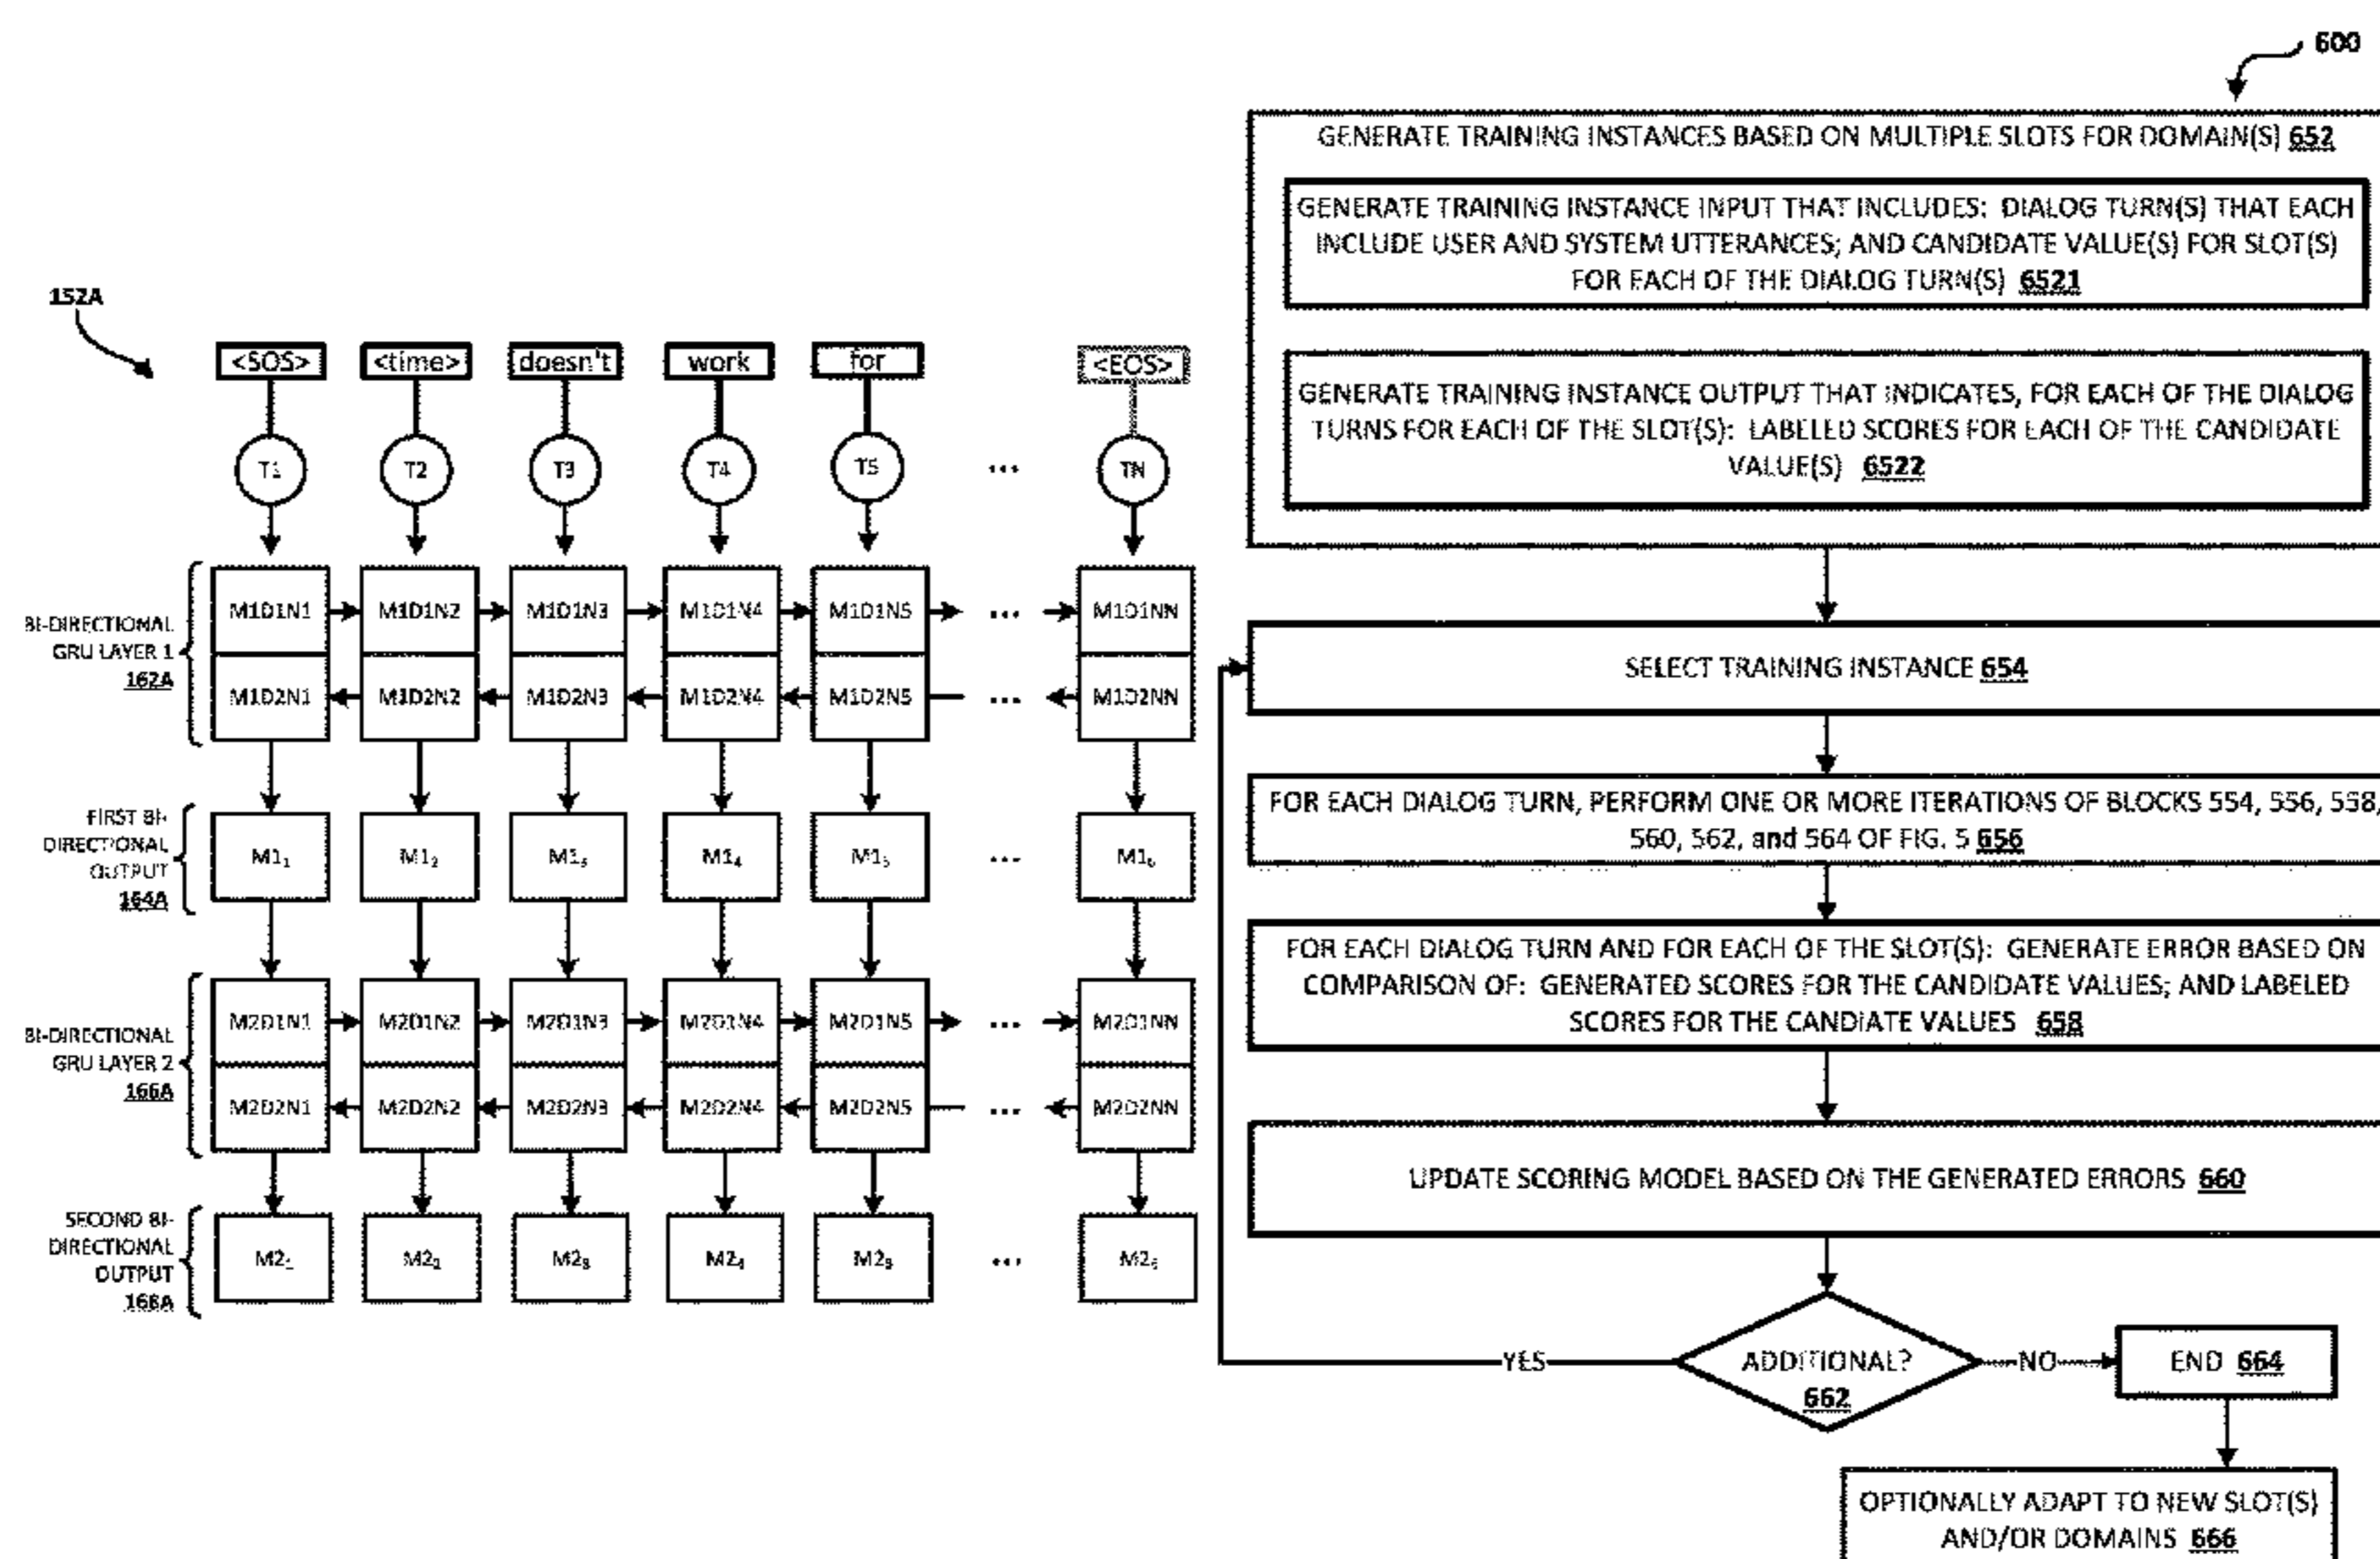 152A
<SOS> <time> doesn't work for <EOS>
T1 T2 T3 T4 T5 ... TN
BI-DIRECTIONAL
GRU LAYER 1
162A
M1D1N1 M1D1N2 M1D1N3 M1D1N4 M1D1N5 ... M1D1NN
M1D2N1 M1D2N2 M1D2N3 M1D2N4 M1D2N5 ... M1D2NN
FIRST BI-
DIRECTIONAL
OUTPUT
164A
M1₁ M1₂ M1₃ M1₄ M1₅ ... M1₆
BI-DIRECTIONAL
GRU LAYER 2
166A
M2D1N1 M2D1N2 M2D1N3 M2D1N4 M2D1N5 ... M2D1NN
M2D2N1 M2D2N2 M2D2N3 M2D2N4 M2D2N5 ... M2D2NN
SECOND BI-
DIRECTIONAL
OUTPUT
168A
M2₁ M2₂ M2₃ M2₄ ...
600
GENERATE TRAINING INSTANCES BASED ON MULTIPLE SLOTS FOR DOMAIN(S) 652
GENERATE TRAINING INSTANCE INPUT THAT INCLUDES: DIALOG TURN(S) THAT EACH
INCLUDE USER AND SYSTEM UTTERANCES; AND CANDIDATE VALUE(S) FOR SLOT(S)
FOR EACH OF THE DIALOG TURN(S) 6521
GENERATE TRAINING INSTANCE OUTPUT THAT INDICATES, FOR EACH OF THE DIALOG
TURNS FOR EACH OF THE SLOT(S): LABELLED SCORES FOR EACH OF THE CANDIDATE
VALUE(S) 6522
SELECT TRAINING INSTANCE 654
FOR EACH DIALOG TURN, PERFORM ONE OR MORE ITERATIONS OF BLOCKS 554, 556, 558,
560, 562, and 564 OF FIG. 5 656
FOR EACH DIALOG TURN AND FOR EACH OF THE SLOT(S): GENERATE ERROR BASED ON
COMPARISON OF: GENERATED SCORES FOR THE CANDIDATE VALUES; AND LABELED
SCORES FOR THE CANDIATE VALUES 658
UPDATE SCORING MODEL BASED ON THE GENERATED ERRORS 660
YES ADDITIONAL? NO END 664
662
OPTIONALLY ADAPT TO NEW SLOT(S)
AND/OR DOMAINS 666